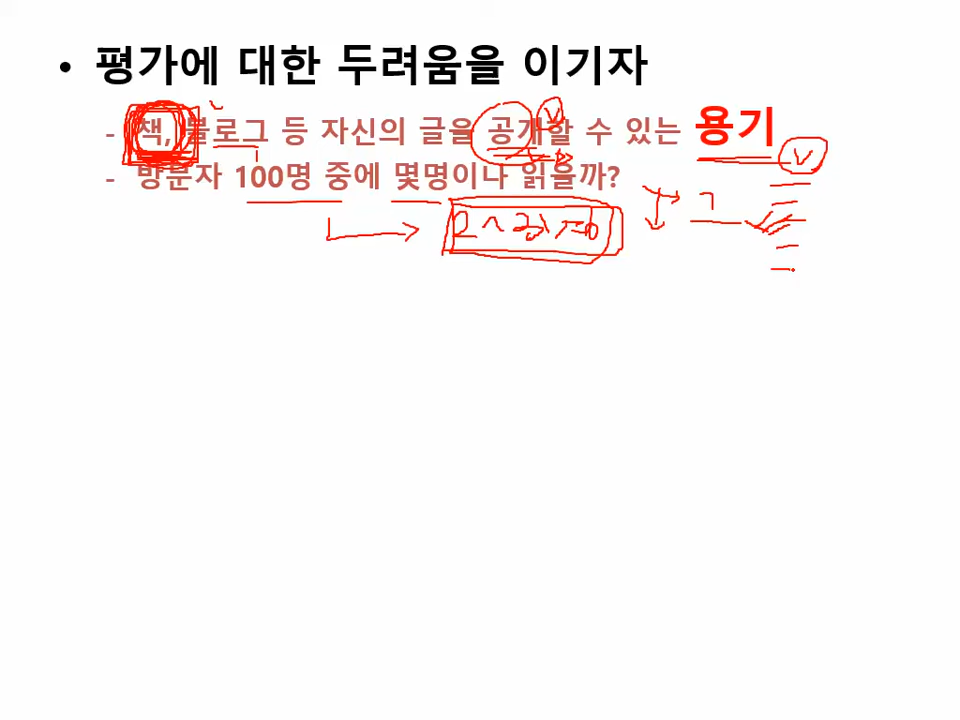 • 평가에 대한 두려움을 이기자
- 책, 블로그 등 자신의 글을 공개할 수 있는 용기
- 방문자 100명 중에 몇명이나 읽을까?